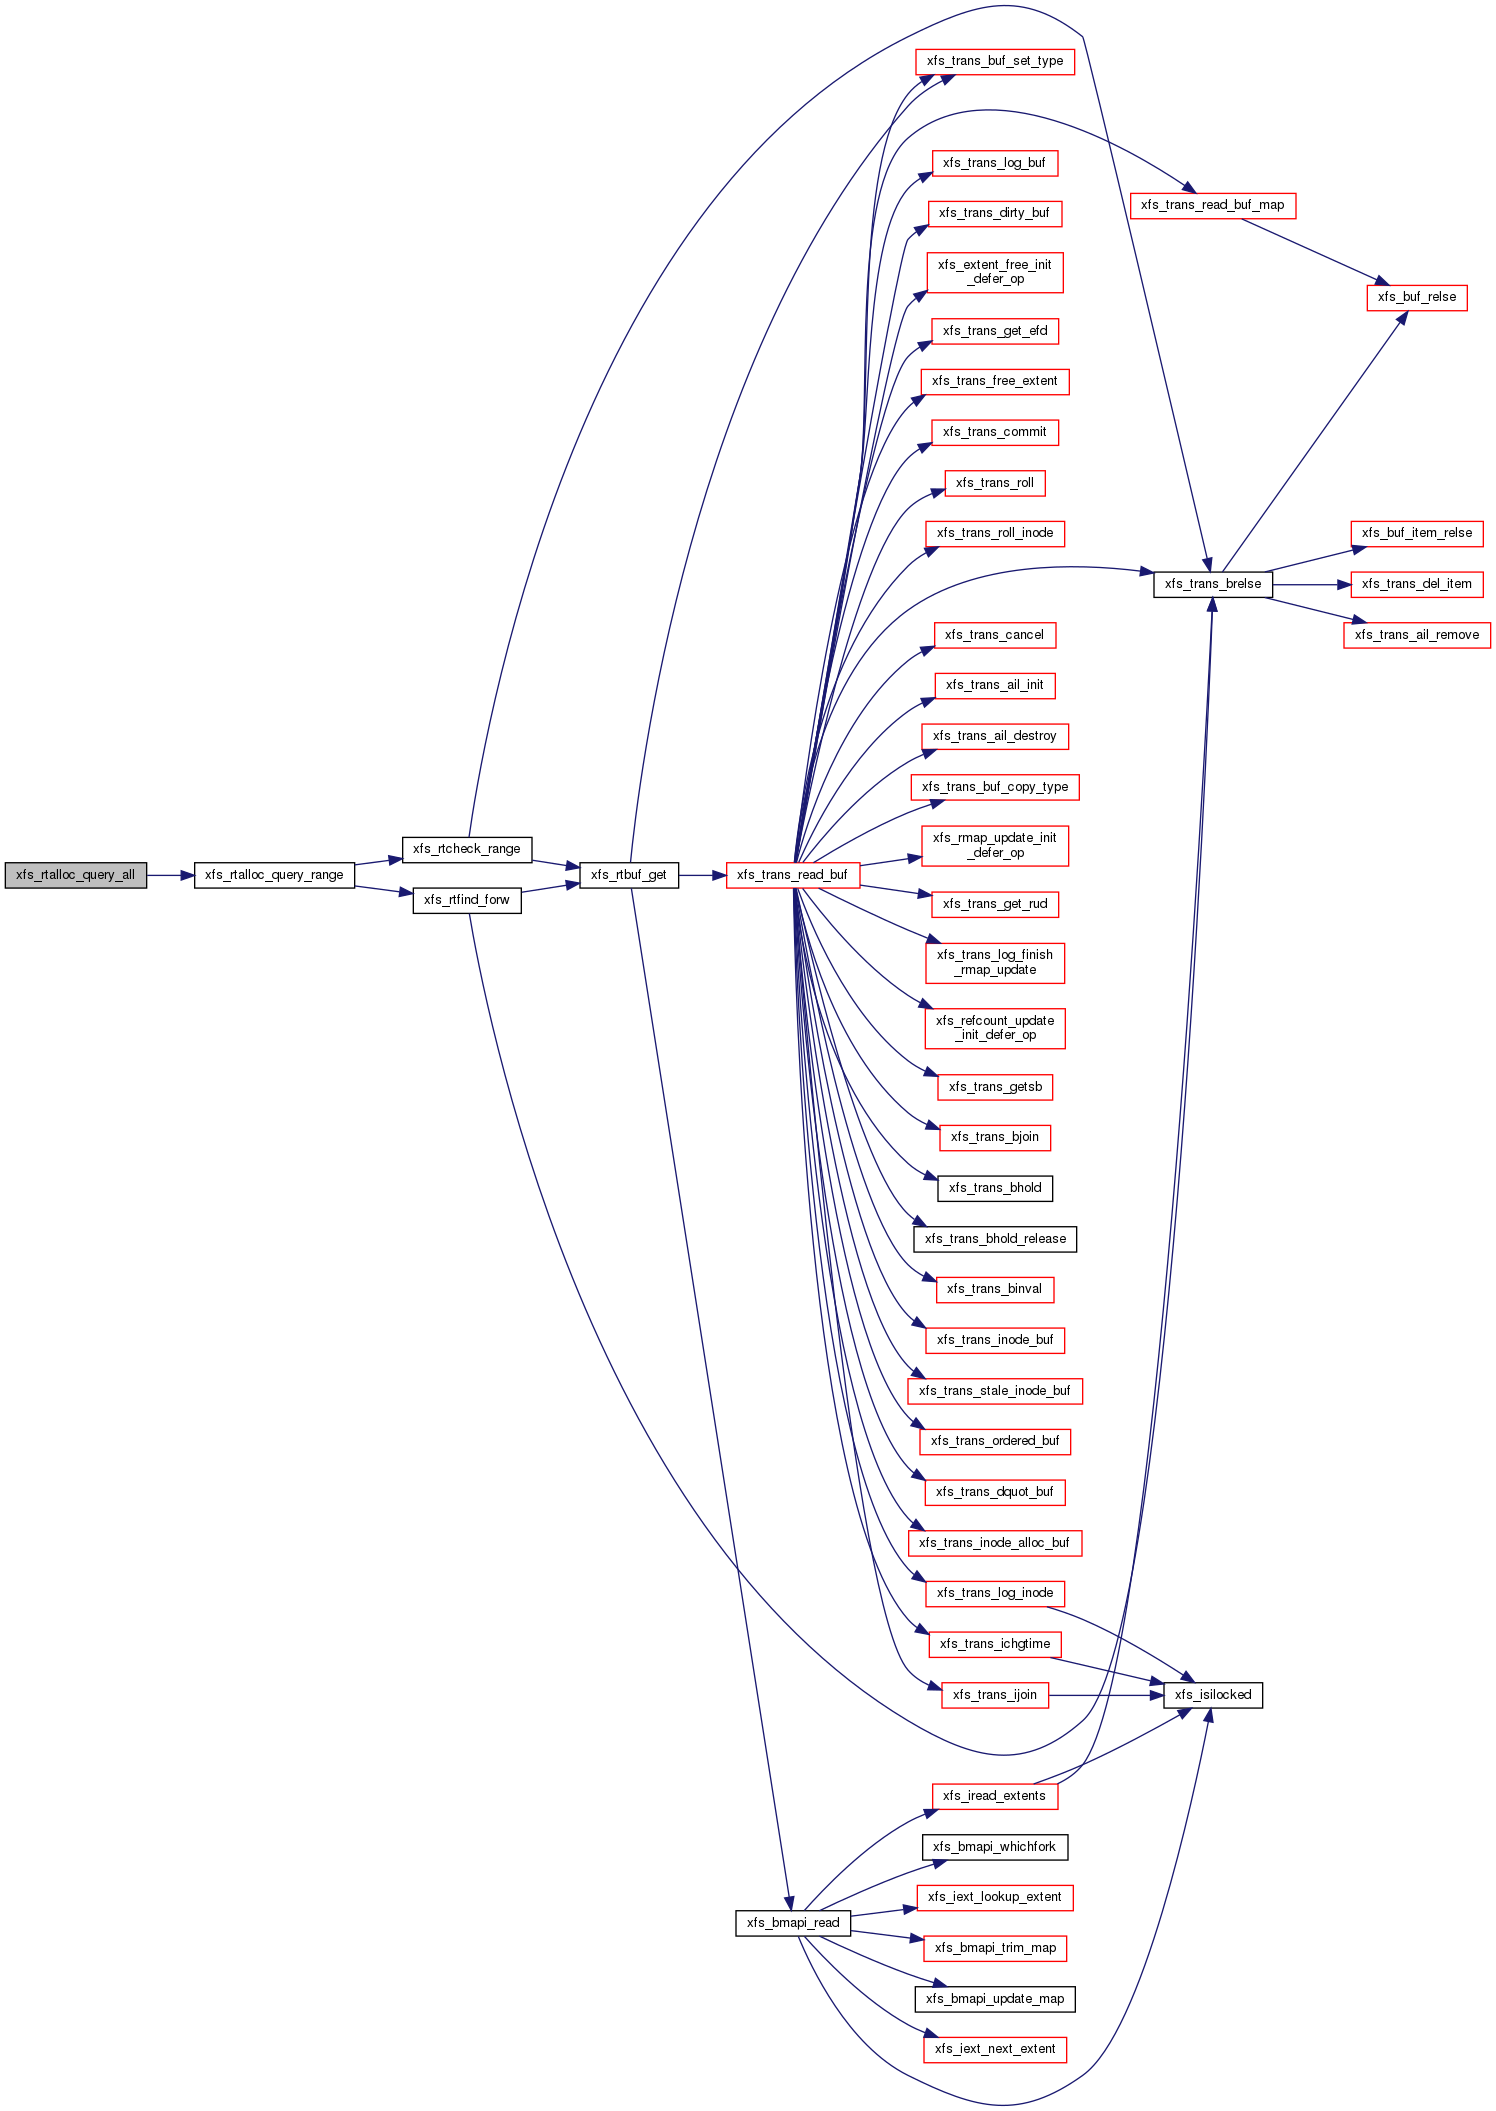 xfs_trans_buf_set_type
xfs_trans_log_buf
xfs_trans_read_buf_map
xfs_trans_dirty_buf
xfs_extent_free_init
_defer_op
xfs_buf_relse
xfs_trans_get_efd
xfs_trans_free_extent
xfs_trans_commit
xfs_trans_roll
xfs_trans_roll_inode
xfs_buf_item_relse
xfs_trans_brelse
xfs_trans_del_item
xfs_trans_cancel
xfs_trans_ail_remove
xfs_trans_ail_init
xfs_trans_ail_destroy
xfs_trans_buf_copy_type
xfs_rmap_update_init
_defer_op
xfs_rtcheck_range
xfs_rtalloc_query_all
xfs_rtalloc_query_range
xfs_rtbuf_get
xfs_trans_read_buf
xfs_rtfind_forw
xfs_trans_get_rud
xfs_trans_log_finish
_rmap_update
xfs_refcount_update
_init_defer_op
xfs_trans_getsb
xfs_trans_bjoin
xfs_trans_bhold
xfs_trans_bhold_release
xfs_trans_binval
xfs_trans_inode_buf
xfs_trans_stale_inode_buf
xfs_trans_ordered_buf
xfs_trans_dquot_buf
xfs_trans_inode_alloc_buf
xfs_trans_log_inode
xfs_trans_ichgtime
xfs_trans_ijoin
xfs_isilocked
xfs_iread_extents
xfs_bmapi_whichfork
xfs_iext_lookup_extent
xfs_bmapi_read
xfs_bmapi_trim_map
xfs_bmapi_update_map
xfs_iext_next_extent